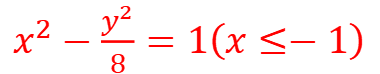 x² − y²/8 = 1(x ≤− 1)